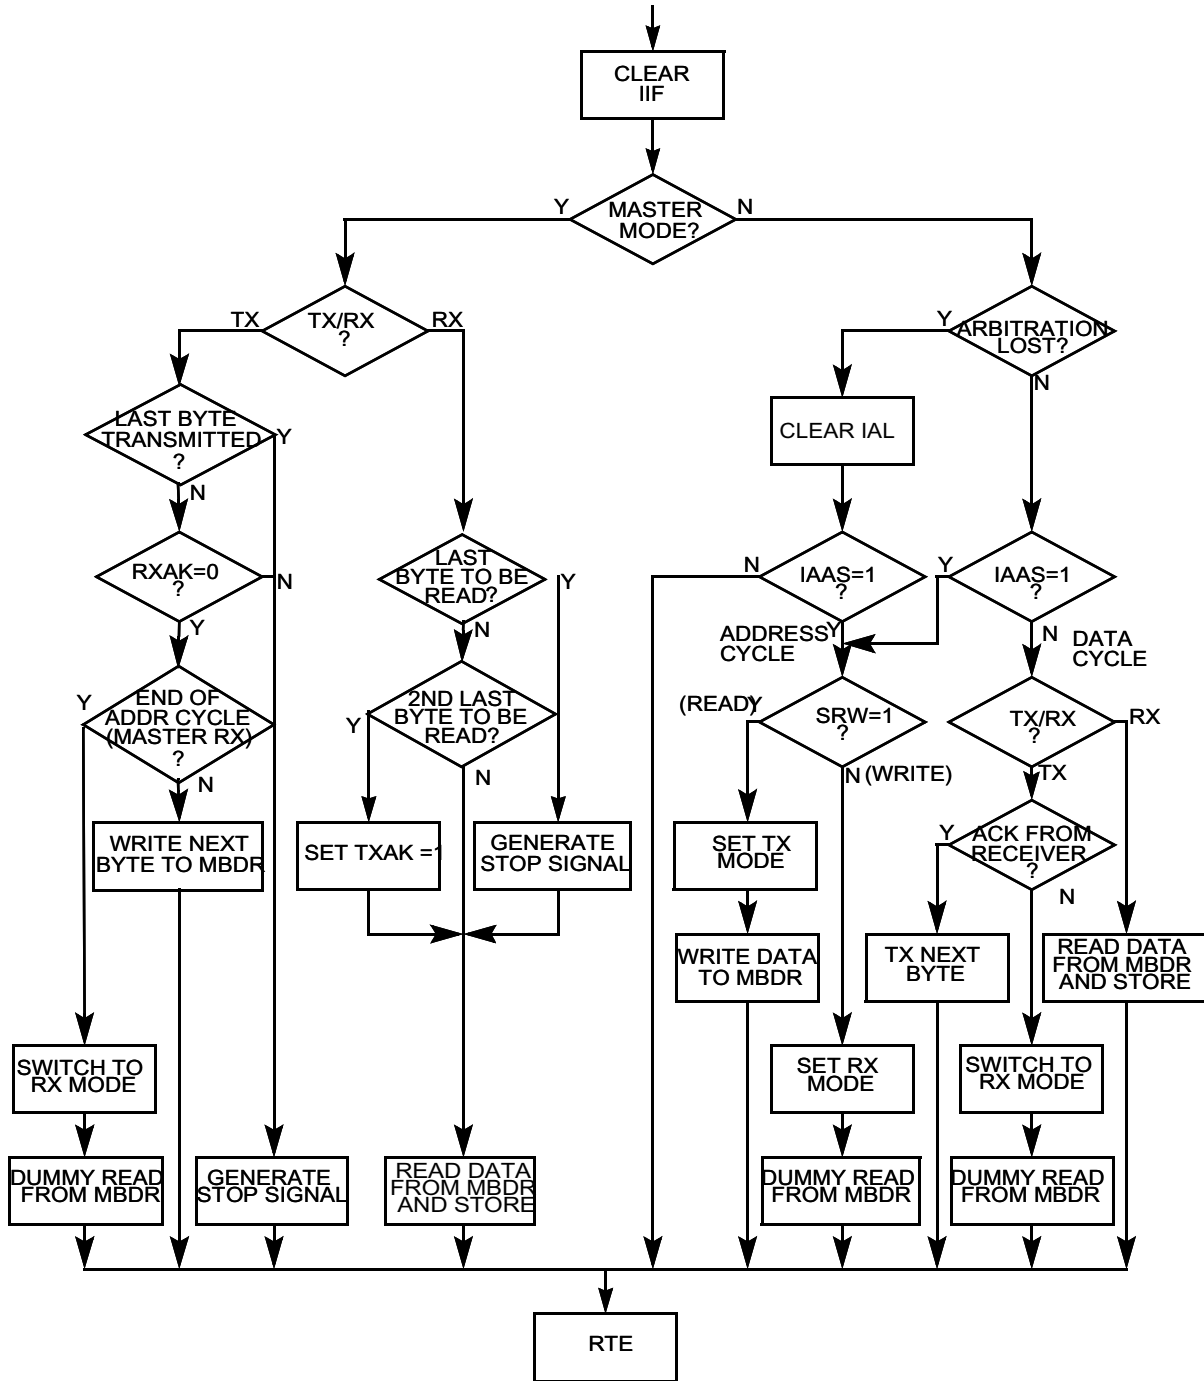 CLEAR
IIF
Y
MASTER
MODE?
N
TX
TX/RX
?
RX
Y
ARBITRATION
LOST?
N
LAST BYTE
TRANSMITTED
?
Y
N
CLEAR IAL
RXAK=0
?
N
Y
LAST
BYTE TO BE
READ?
Y
N
N
IAAS=1
?
Y
Y
IAAS=1
?
N
ADDRESS
CYCLE
DATA
CYCLE
Y
END OF
ADDR CYCLE
(MASTER RX)
?
N
Y
2ND LAST
BYTE TO BE
READ?
N
(READ)
Y
SRW=1
?
N
(WRITE)
TX/RX
?
RX
TX
WRITE NEXT
BYTE TO MBDR
SET TXAK =1
GENERATE
STOP SIGNAL
SET TX
MODE
Y
ACK FROM
RECEIVER
?
N
WRITE DATA
TO MBDR
TX NEXT
BYTE
READ DATA
FROM MBDR
AND STORE
SWITCH TO
RX MODE
SET RX
MODE
SWITCH TO
RX MODE
DUMMY READ
FROM MBDR
GENERATE
STOP SIGNAL
READ DATA
FROM MBDR
AND STORE
DUMMY READ
FROM MBDR
DUMMY READ
FROM MBDR
RTE